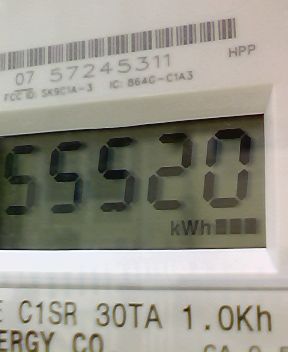 07 57245311
HPP
FCC ID: SK9C1A-3 IC: 864G-C1A3
55520
kWh
C1SR 30TA 1.0Kh
ERGY CO